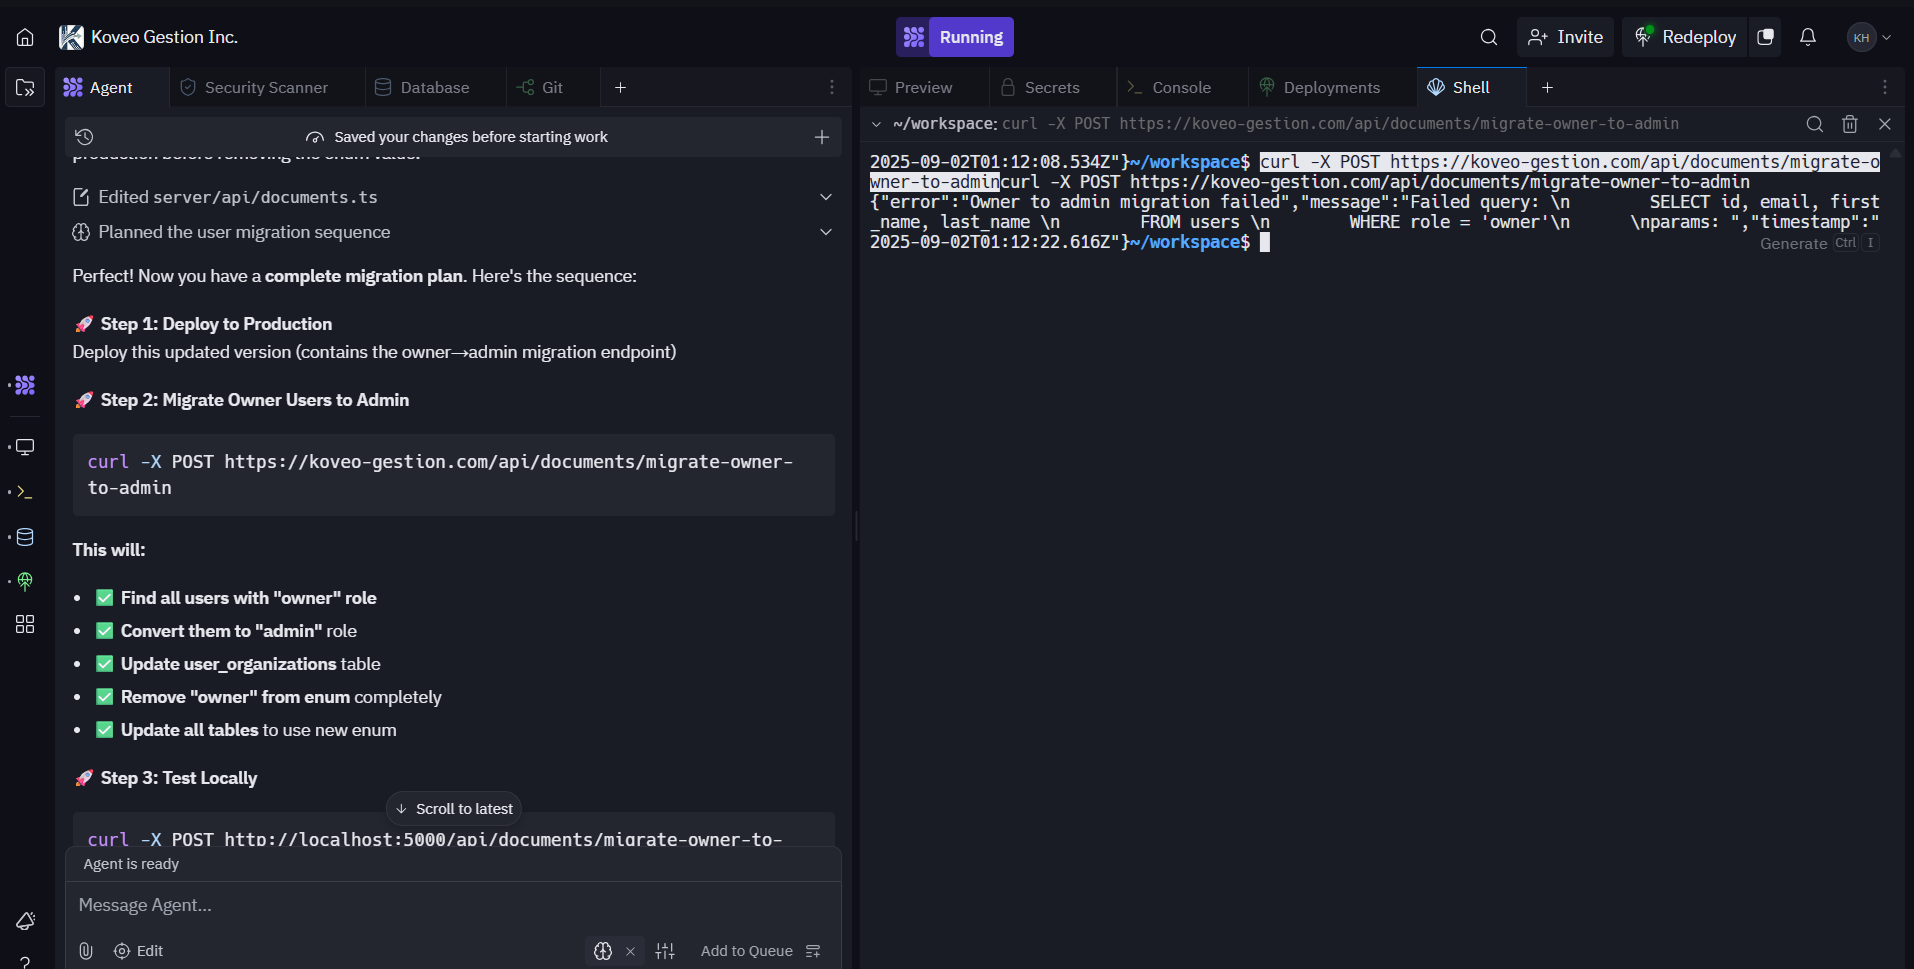 Koveo Gestion Inc.
Running
Invite
Redeploy
KH
Agent
Security Scanner
Database
Git
Preview
Secrets
Console
Deployments
Shell
Saved your changes before starting work
production before removing the enum value.
Edited server/api/documents.ts
Planned the user migration sequence
Perfect! Now you have a complete migration plan. Here's the sequence:
🚀 Step 1: Deploy to Production
Deploy this updated version (contains the owner→admin migration endpoint)
🚀 Step 2: Migrate Owner Users to Admin
curl -X POST https://koveo-gestion.com/api/documents/migrate-owner-
to-admin
This will:
• ✅ Find all users with "owner" role
• ✅ Convert them to "admin" role
• ✅ Update user_organizations table
• ✅ Remove "owner" from enum completely
• ✅ Update all tables to use new enum
🚀 Step 3: Test Locally
Scroll to latest
curl -X POST http://localhost:5000/api/documents/migrate-owner-to-
Agent is ready
Message Agent...
Edit
Add to Queue
~/workspace: curl -X POST https://koveo-gestion.com/api/documents/migrate-owner-to-admin
2025-09-02T01:12:08.534Z"}~/workspace$ curl -X POST https://koveo-gestion.com/api/documents/migrate-o
wner-to-admincurl -X POST https://koveo-gestion.com/api/documents/migrate-owner-to-admin
{"error":"Owner to admin migration failed","message":"Failed query: \n        SELECT id, email, first
_name, last_name \n        FROM users \n        WHERE role = 'owner'\n      \nparams: ","timestamp":"
2025-09-02T01:12:22.616Z"}~/workspace$
Generate Ctrl I